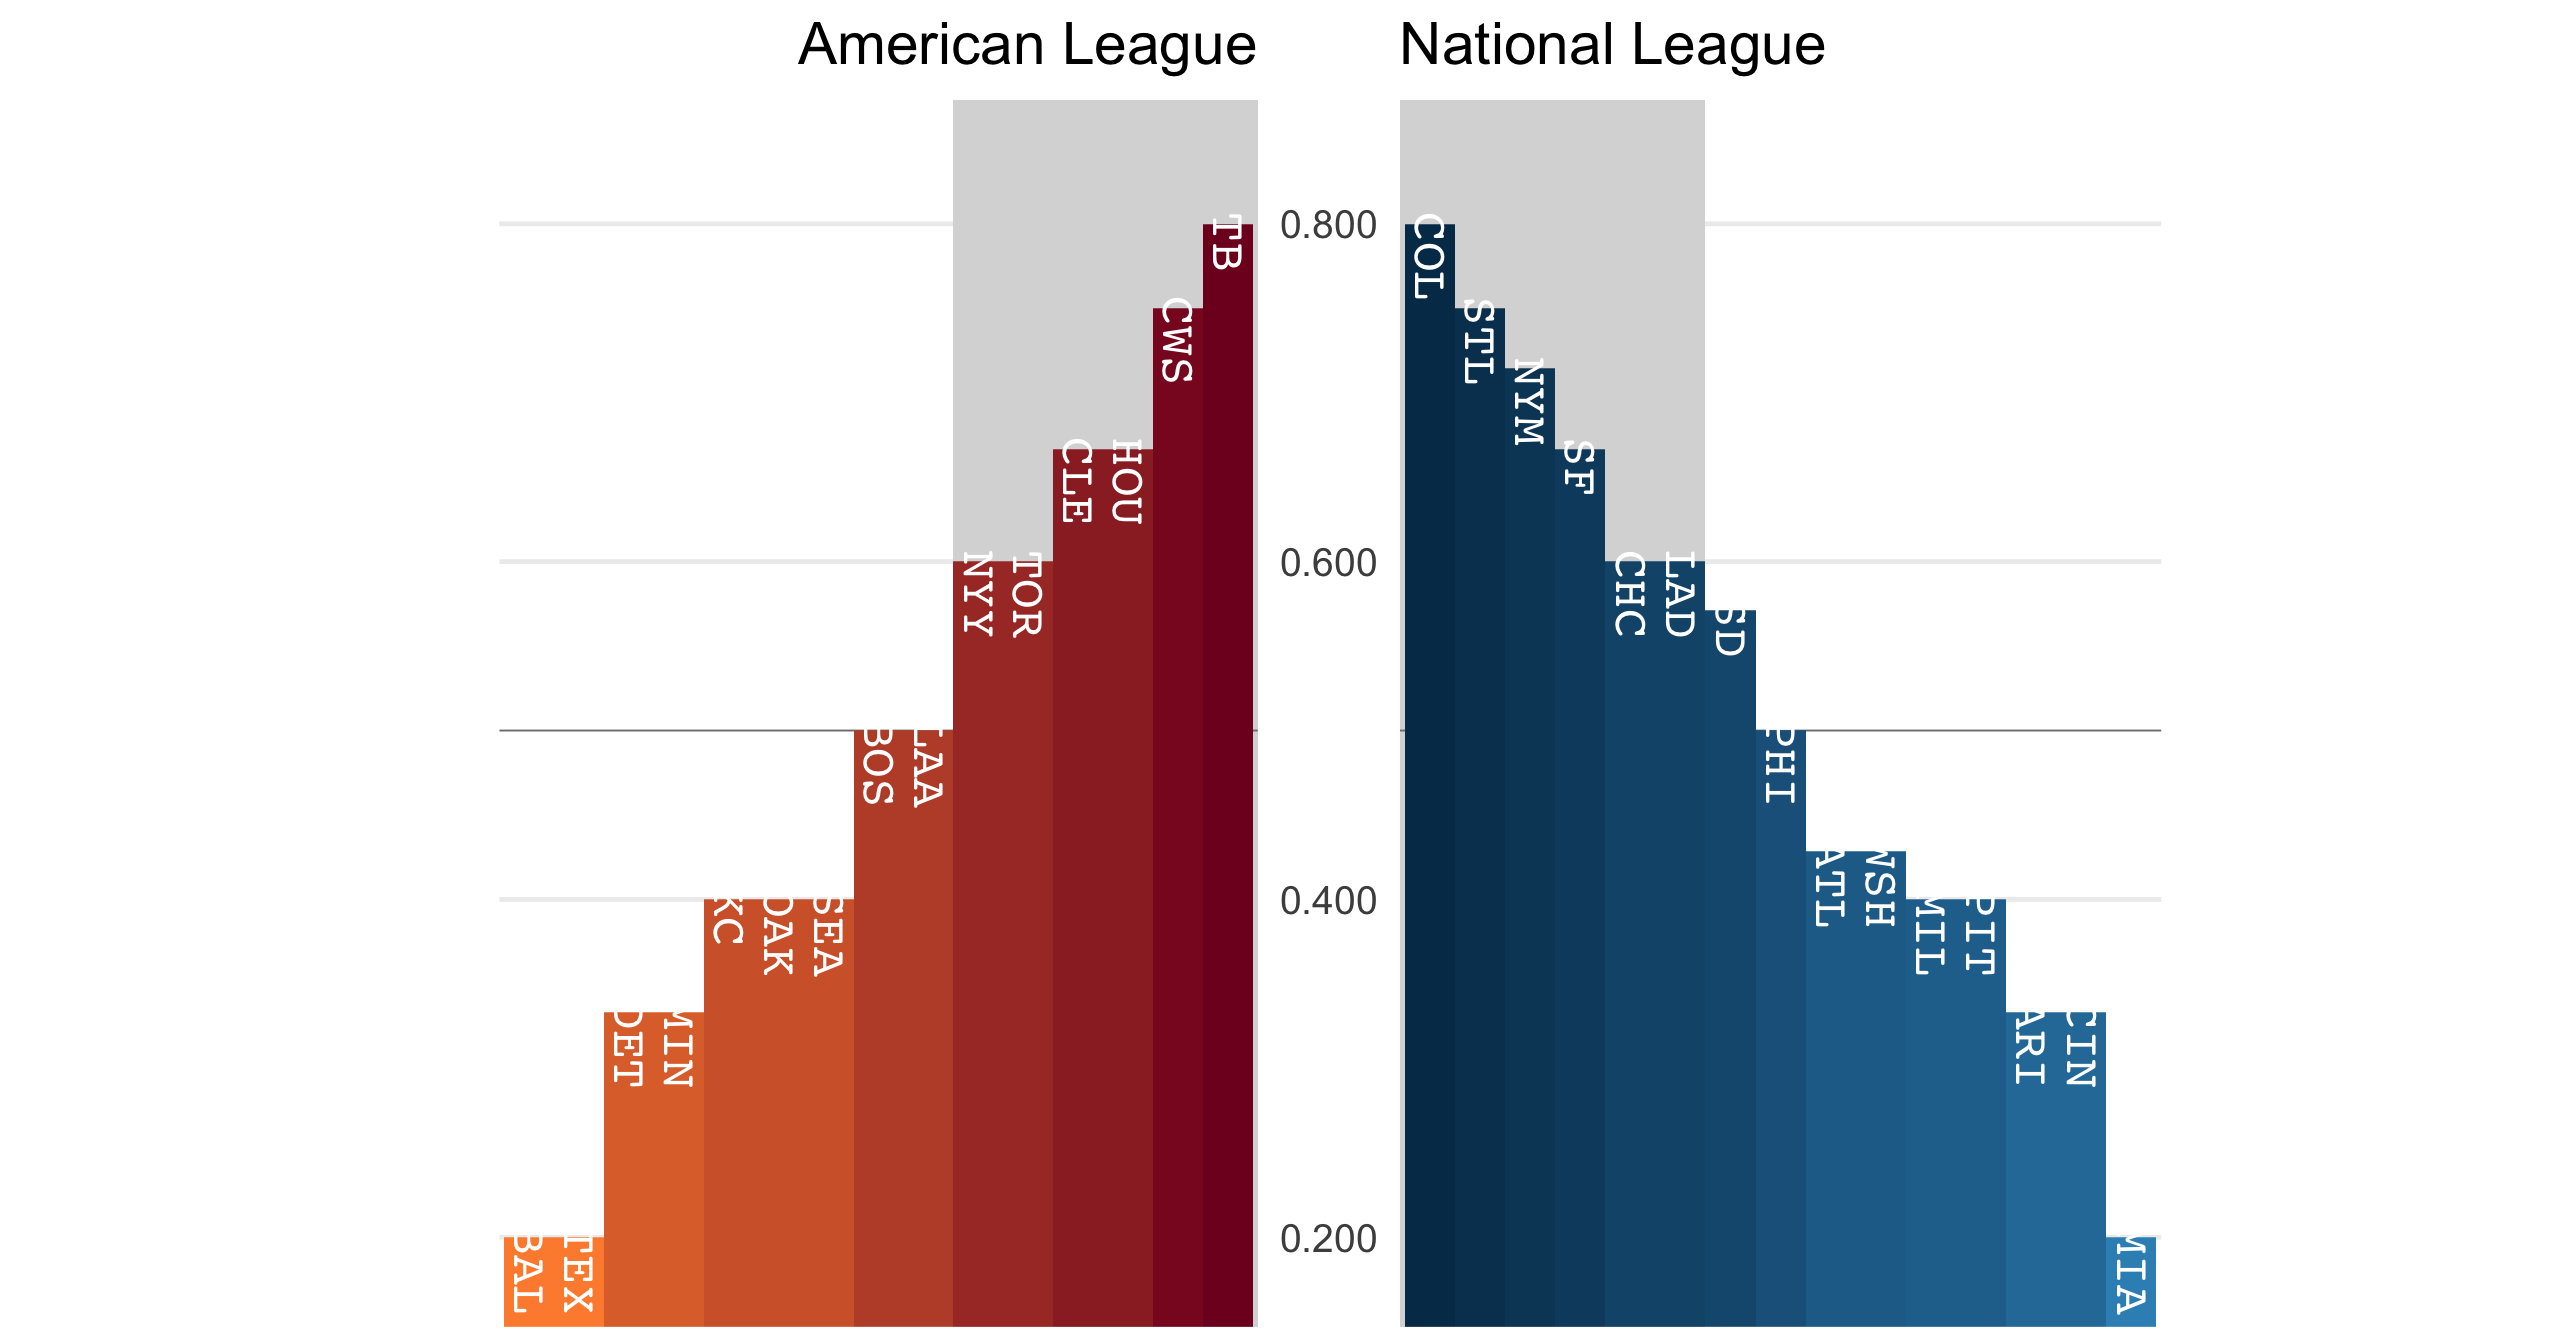 American League
National League
0.800
0.600
0.400
0.200
BAL
TEX
DET
MIN
KC
OAK
SEA
BOS
LAA
NYY
TOR
CLE
HOU
CWS
TB
COL
STL
NYM
SF
CHC
LAD
SD
PHI
ATL
WSH
MIL
PIT
ARI
CIN
MIA